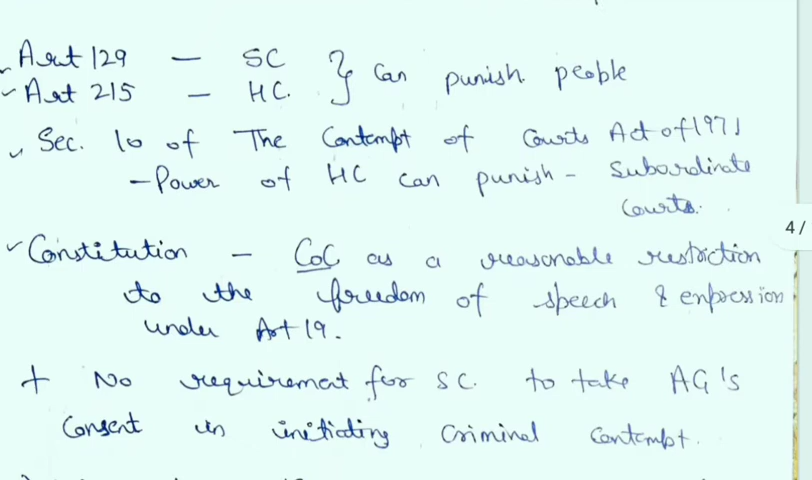 Art 129 — SC } Can punish people
Art 215 — HC.
Sec. 10 of The Contempt of Courts Act of 1971
– Power of HC can punish – Subordinate
Courts.
4/
Constitution – CoC as a reasonable restriction
to the freedom of speech & enpression
under Art 19.
+ No requirement for SC. to take AG's
Consent in initiating Criminal Contempt.